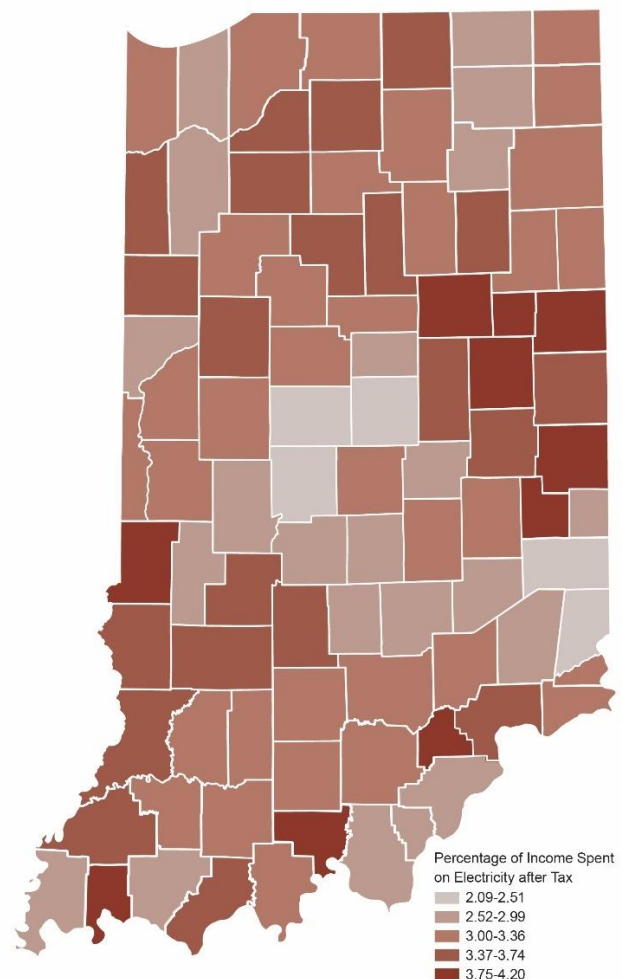 Percentage of Income Spent
on Electricity after Tax
2.09-2.51
2.52-2.99
3.00-3.36
3.37-3.74
3.75-4.20